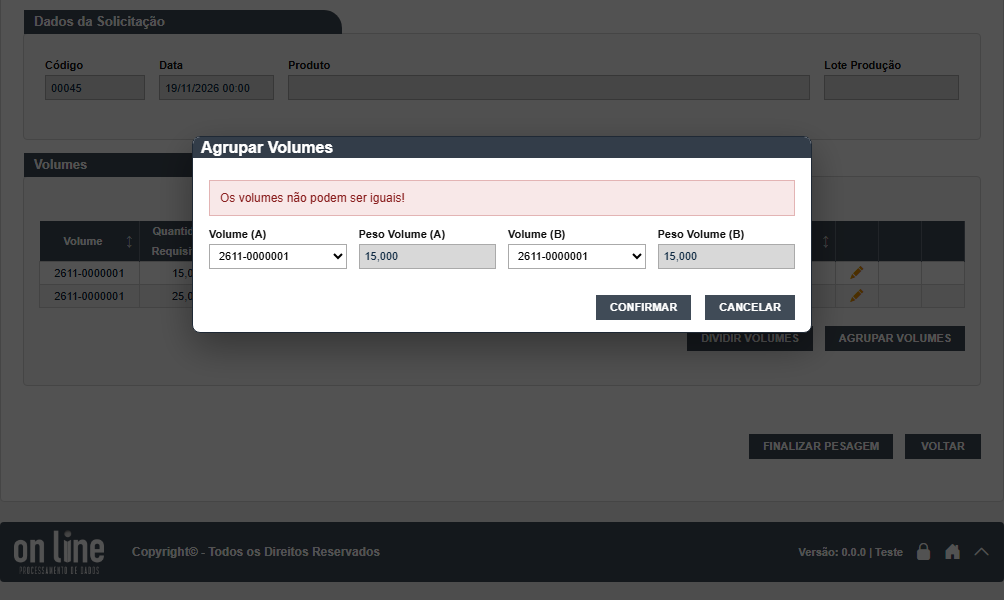 Dados da Solicitação
Código Data Produto Lote Produção
00045 19/11/2026 00:00
Agrupar Volumes
Volumes
Os volumes não podem ser iguais!
Volume (A) Peso Volume (A) Volume (B) Peso Volume (B)
2611-0000001 15,000 2611-0000001 15,000
Volume
2611-0000001
2611-0000001
CONFIRMAR CANCELAR
DIVIDIR VOLUMES AGRUPAR VOLUMES
FINALIZAR PESAGEM VOLTAR
on line
PROCESSAMENTO DE DADOS
Copyright© - Todos os Direitos Reservados
Versão: 0.0.0 | Teste